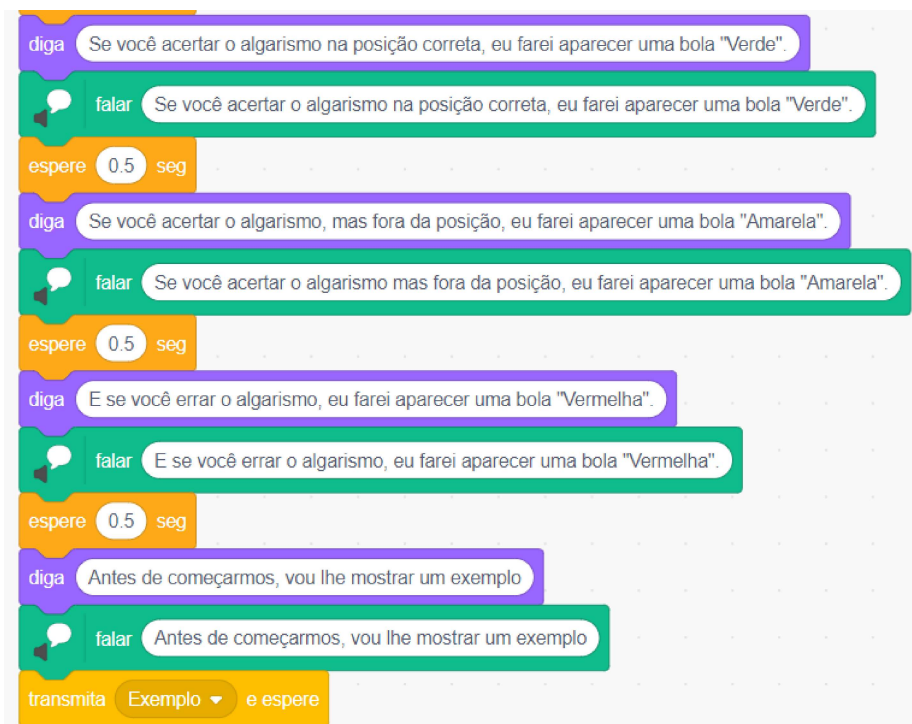 diga Se você acertar o algarismo na posição correta, eu farei aparecer uma bola "Verde".
falar Se você acertar o algarismo na posição correta, eu farei aparecer uma bola "Verde".
espere 0.5 seg
diga Se você acertar o algarismo, mas fora da posição, eu farei aparecer uma bola "Amarela".
falar Se você acertar o algarismo mas fora da posição, eu farei aparecer uma bola "Amarela".
espere 0.5 seg
diga E se você errar o algarismo, eu farei aparecer uma bola "Vermelha".
falar E se você errar o algarismo, eu farei aparecer uma bola "Vermelha".
espere 0.5 seg
diga Antes de começarmos, vou lhe mostrar um exemplo
falar Antes de começarmos, vou lhe mostrar um exemplo
transmita Exemplo e espere